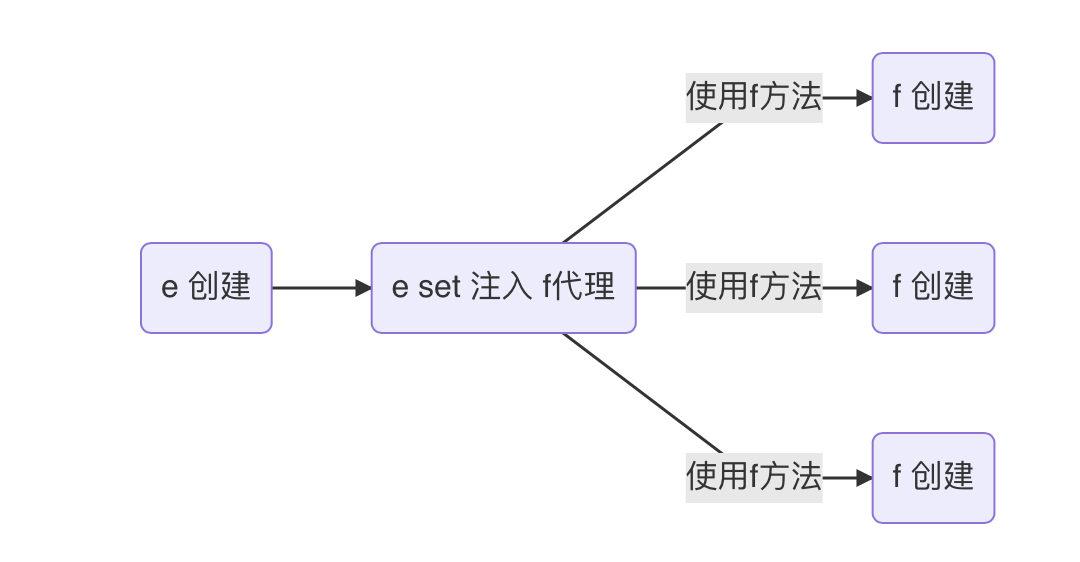 使用f方法
f 创建
e 创建
e set 注入 f代理
使用f方法
f 创建
使用f方法
f 创建